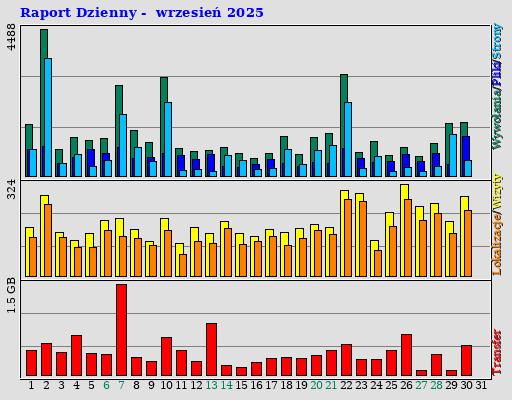 Raport Dzienny - wrzesień 2025
4488
Wywołania/Pliki/Strony
324
Lokalizacje/Wizyty
1.5 GB
Transfer
1 2 3 4 5 6 7 8 9 10 11 12 13 14 15 16 17 18 19 20 21 22 23 24 25 26 27 28 29 30 31